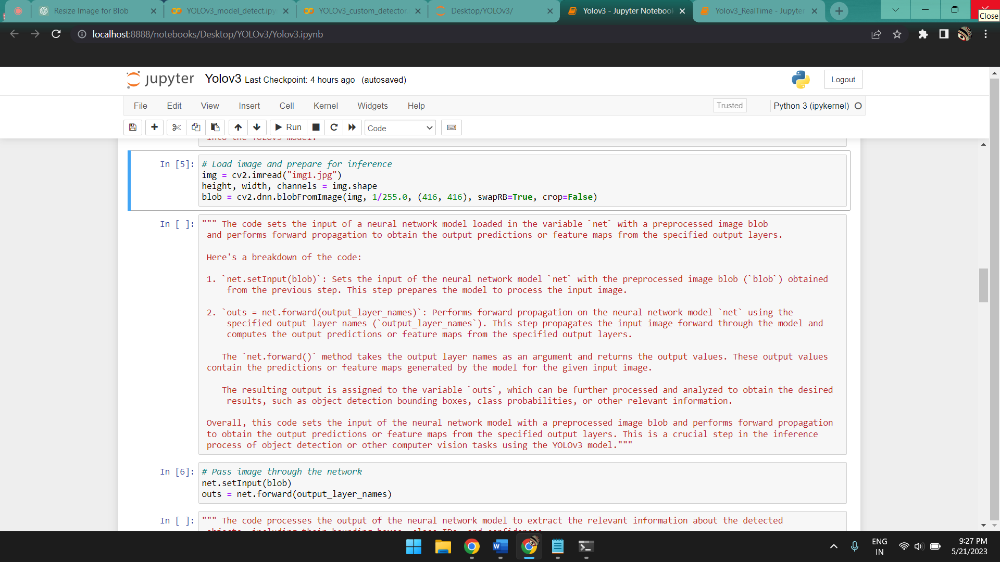 Resize Image for Blob
YOLOv3_model_detect.ipy
YOLOv3_custom_detector.
Desktop/YOLOv3/
Yolov3 - Jupyter Notebook
Yolov3_RealTime - Jupyter
Close
localhost:8888/notebooks/Desktop/YOLOv3/Yolov3.ipynb
jupyter Yolov3 Last Checkpoint: 4 hours ago (autosaved)
Logout
File Edit View Insert Cell Kernel Widgets Help
Trusted
Python 3 (ipykernel)
Run
Code
into the YOLOv3 model.
In [5]: # Load image and prepare for inference
img = cv2.imread("img1.jpg")
height, width, channels = img.shape
blob = cv2.dnn.blobFromImage(img, 1/255.0, (416, 416), swapRB=True, crop=False)
In [ ]: """ The code sets the input of a neural network model loaded in the variable `net` with a preprocessed image blob
and performs forward propagation to obtain the output predictions or feature maps from the specified output layers.
Here's a breakdown of the code:
1. `net.setInput(blob)`: Sets the input of the neural network model `net` with the preprocessed image blob (`blob`) obtained
from the previous step. This step prepares the model to process the input image.
2. `outs = net.forward(output_layer_names)`: Performs forward propagation on the neural network model `net` using the
specified output layer names (`output_layer_names`). This step propagates the input image forward through the model and
computes the output predictions or feature maps from the specified output layers.
The `net.forward()` method takes the output layer names as an argument and returns the output values. These output values
contain the predictions or feature maps generated by the model for the given input image.
The resulting output is assigned to the variable `outs`, which can be further processed and analyzed to obtain the desired
results, such as object detection bounding boxes, class probabilities, or other relevant information.
Overall, this code sets the input of the neural network model with a preprocessed image blob and performs forward propagation
to obtain the output predictions or feature maps from the specified output layers. This is a crucial step in the inference
process of object detection or other computer vision tasks using the YOLOv3 model."""
In [6]: # Pass image through the network
net.setInput(blob)
outs = net.forward(output_layer_names)
In [ ]: """ The code processes the output of the neural network model to extract the relevant information about the detected
objects, including their bounding boxes, class IDs, and confidences.
ENG
IN
9:27 PM
5/21/2023